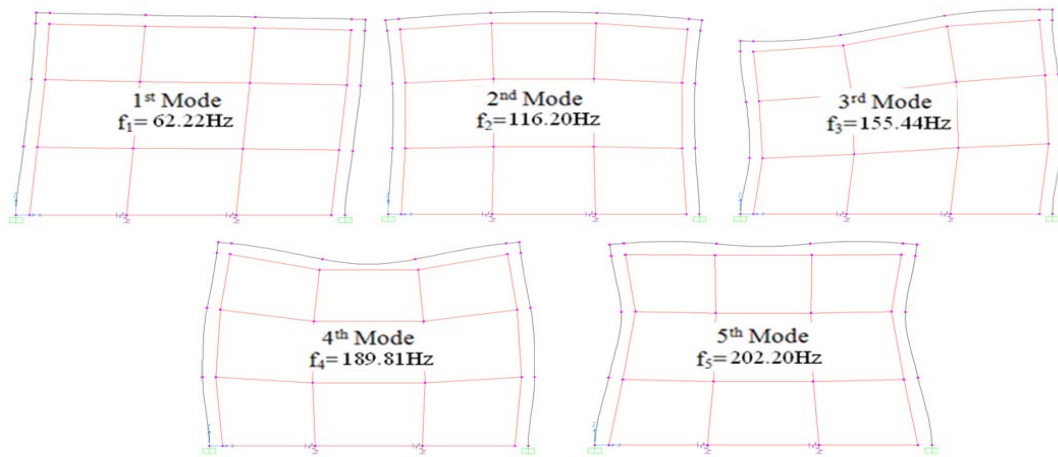 1st Mode
f1= 62.22Hz
2nd Mode
f2= 116.20Hz
3rd Mode
f3= 155.44Hz
4th Mode
f4= 189.81Hz
5th Mode
f5= 202.20Hz